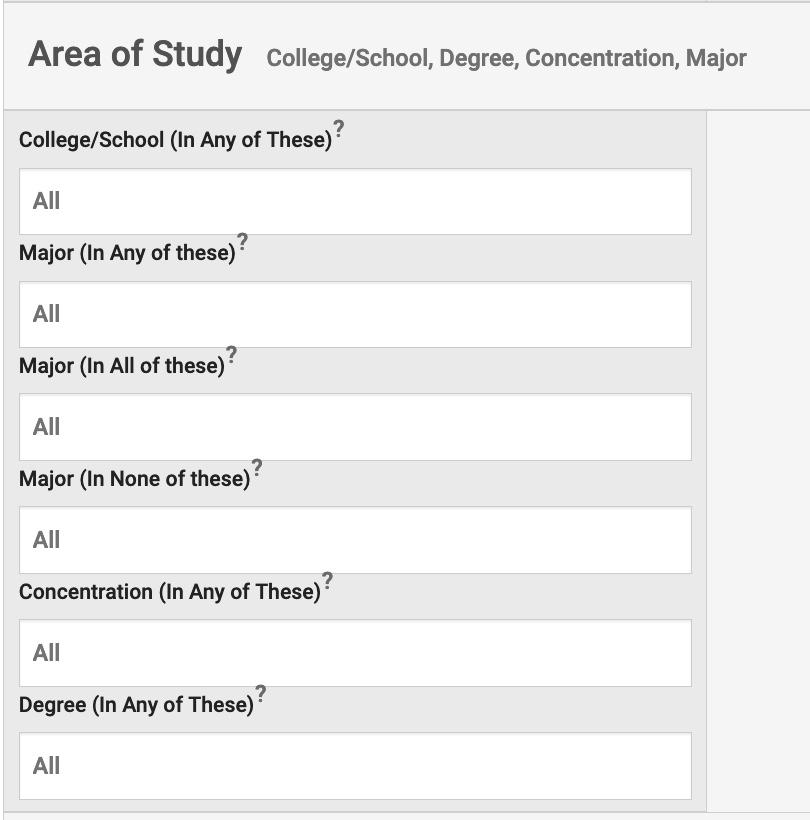 Area of Study College/School, Degree, Concentration, Major
College/School (In Any of These)?
All
Major (In Any of these)?
All
Major (In All of these)?
All
Major (In None of these)?
All
Concentration (In Any of These)?
All
Degree (In Any of These)?
All